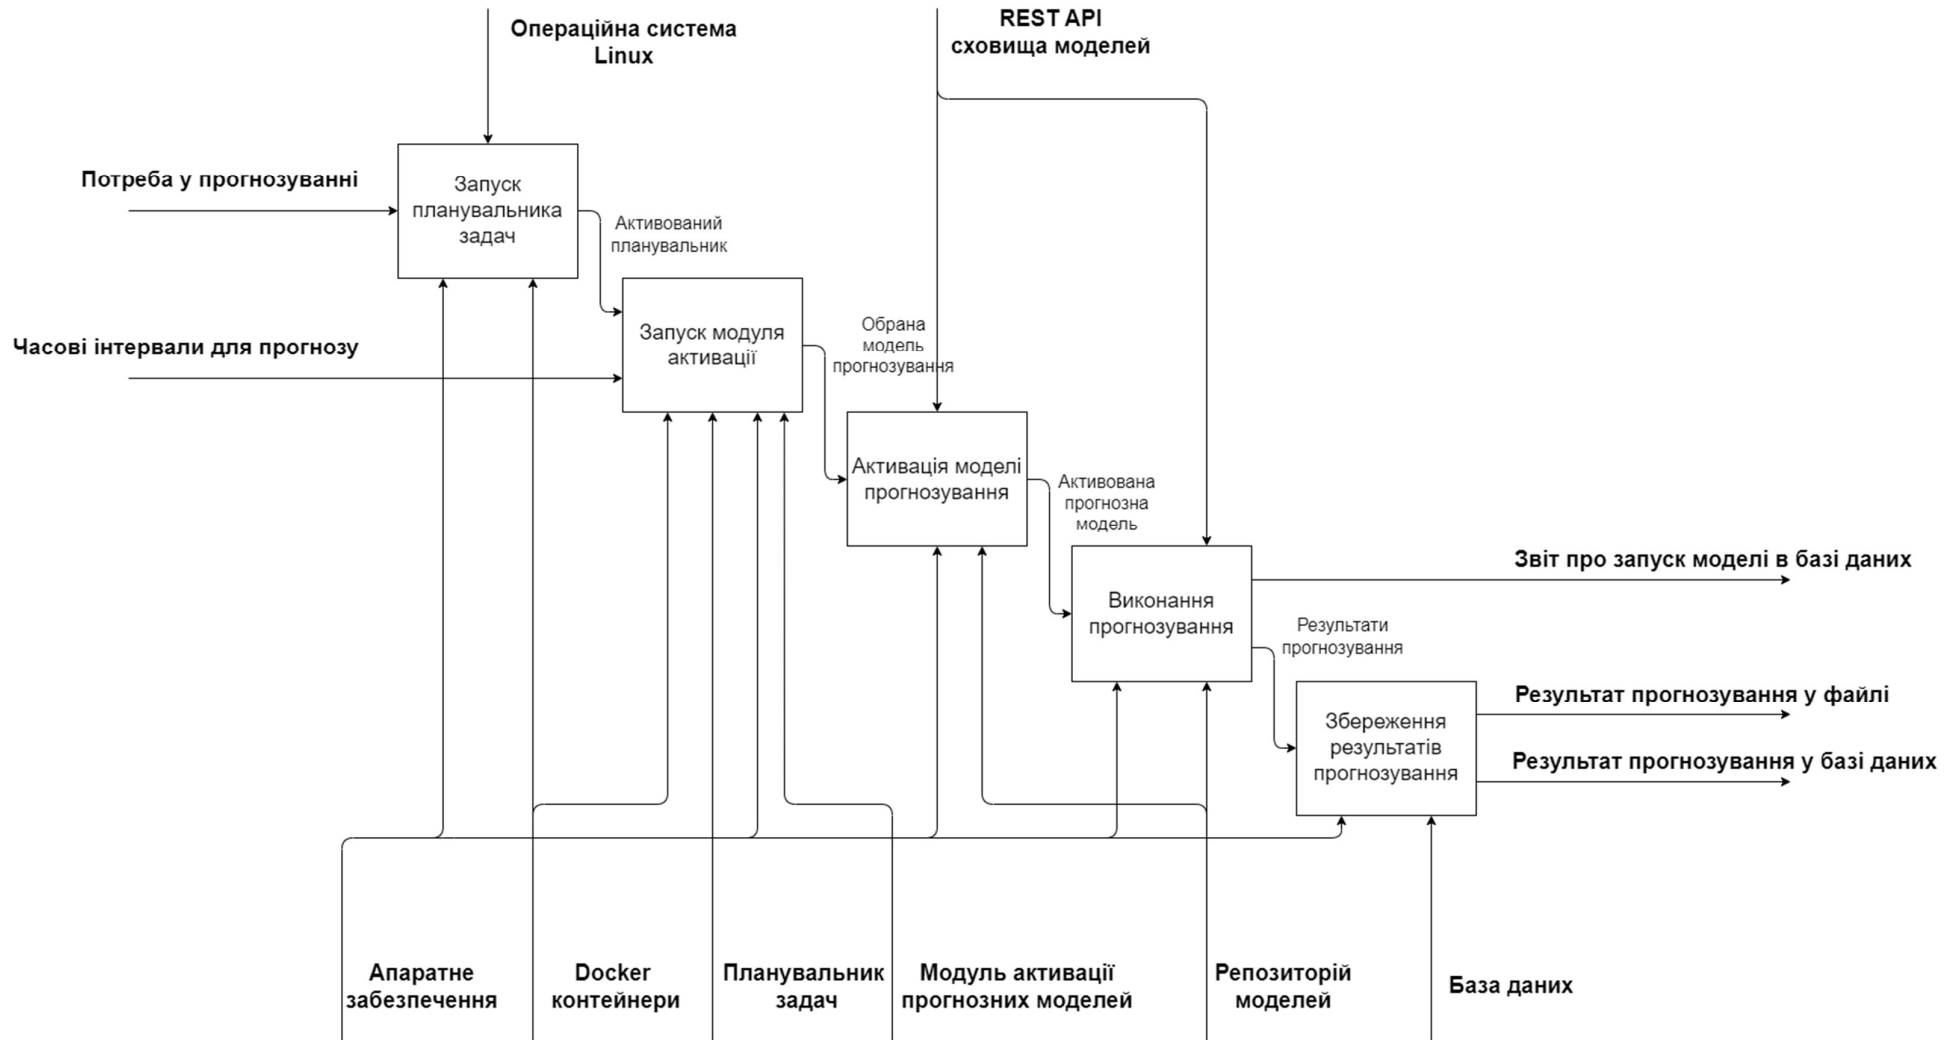 Операційна система
Linux
REST API
сховища моделей
Потреба у прогнозуванні
Запуск
планувальника
задач
Активований
планувальник
Часові інтервали для прогнозу
Запуск модуля
активації
Обрана
модель
прогнозування
Активація моделі
прогнозування
Активована
прогнозна
модель
Звіт про запуск моделі в базі даних
Виконання
прогнозування
Результати
прогнозування
Результат прогнозування у файлі
Збереження
результатів
прогнозування
Результат прогнозування у базі даних
Апаратне
забезпечення
Docker
контейнери
Планувальник
задач
Модуль активації
прогнозних моделей
Репозиторій
моделей
База даних